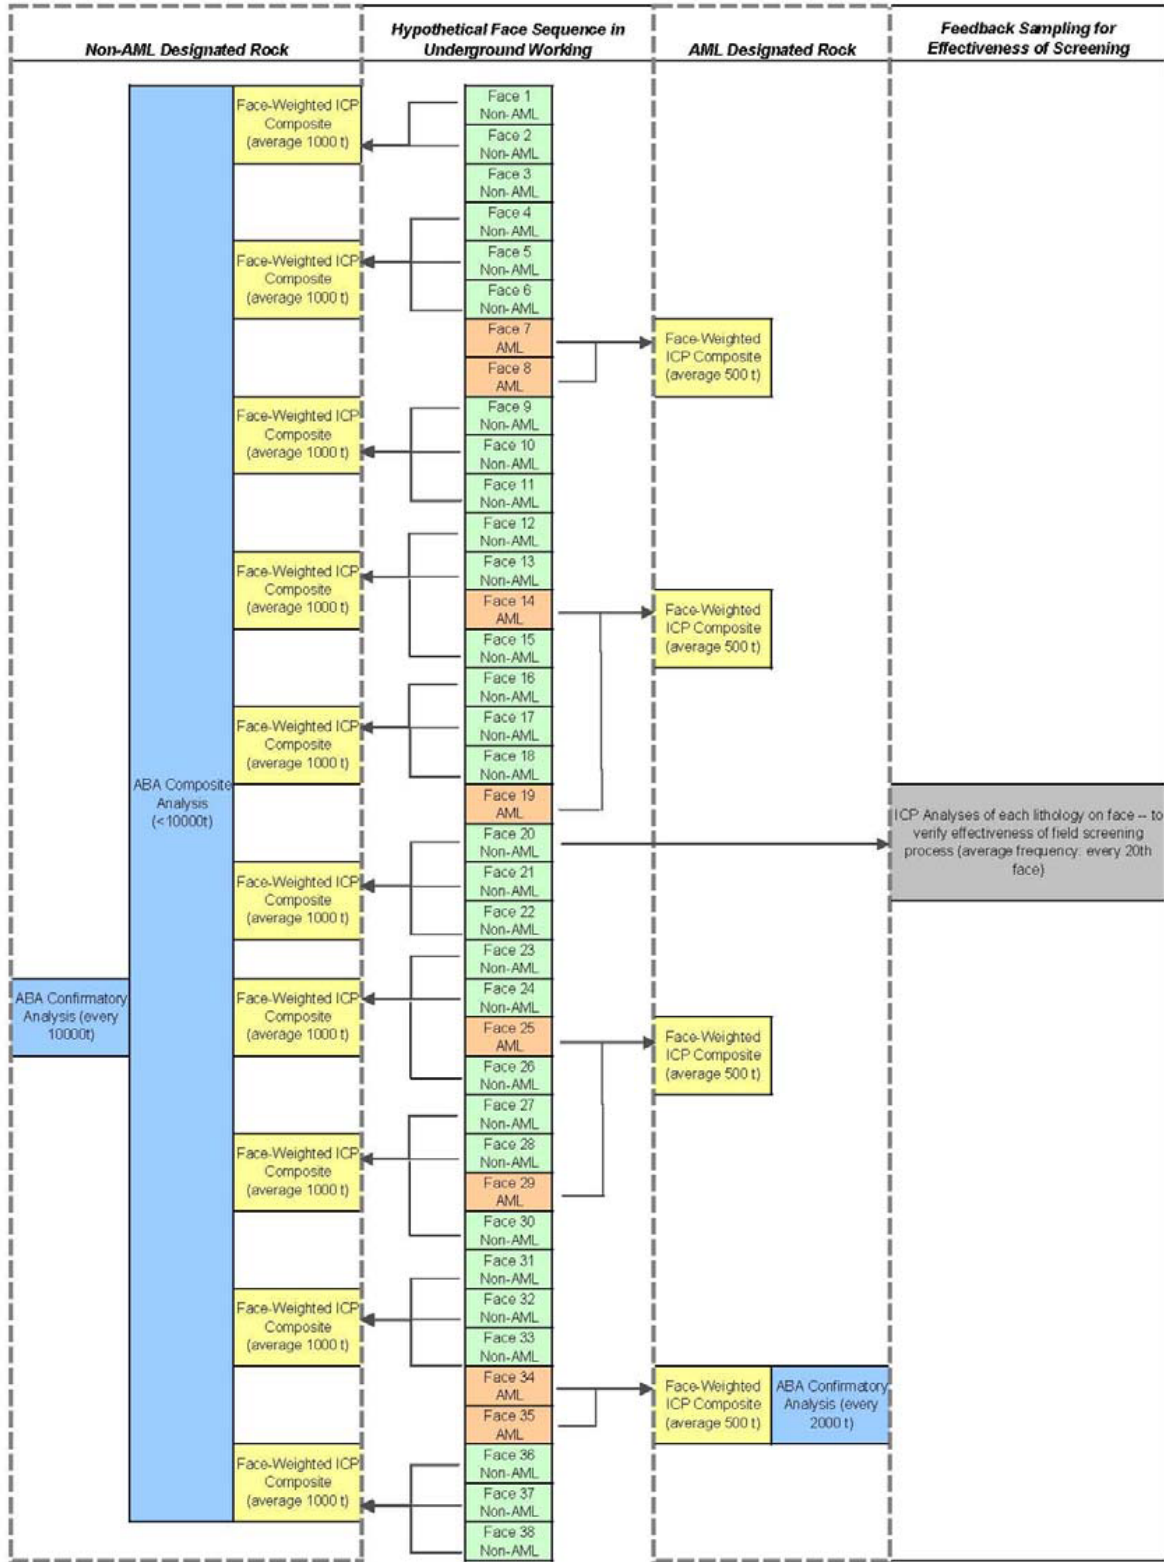 Non-AML Designated Rock
Hypothetical Face Sequence in
Underground Working
AML Designated Rock
Feedback Sampling for
Effectiveness of Screening
ABA Confirmatory
Analysis (every
10000t)
ABA Composite
Analysis
(<10000t)
Face-Weighted ICP
Composite
(average 1000 t)
Face-Weighted ICP
Composite
(average 1000 t)
Face-Weighted ICP
Composite
(average 1000 t)
Face-Weighted ICP
Composite
(average 1000 t)
Face-Weighted ICP
Composite
(average 1000 t)
Face-Weighted ICP
Composite
(average 1000 t)
Face-Weighted ICP
Composite
(average 1000 t)
Face-Weighted ICP
Composite
(average 1000 t)
Face-Weighted ICP
Composite
(average 1000 t)
Face-Weighted ICP
Composite
(average 1000 t)
Face 1
Non-AML
Face 2
Non-AML
Face 3
Non-AML
Face 4
Non-AML
Face 5
Non-AML
Face 6
Non-AML
Face 7
AML
Face 8
AML
Face 9
Non-AML
Face 10
Non-AML
Face 11
Non-AML
Face 12
Non-AML
Face 13
Non-AML
Face 14
AML
Face 15
Non-AML
Face 16
Non-AML
Face 17
Non-AML
Face 18
Non-AML
Face 19
AML
Face 20
Non-AML
Face 21
Non-AML
Face 22
Non-AML
Face 23
Non-AML
Face 24
Non-AML
Face 25
AML
Face 26
Non-AML
Face 27
Non-AML
Face 28
Non-AML
Face 29
AML
Face 30
Non-AML
Face 31
Non-AML
Face 32
Non-AML
Face 33
Non-AML
Face 34
AML
Face 35
AML
Face 36
Non-AML
Face 37
Non-AML
Face 38
Non-AML
Face-Weighted
ICP Composite
(average 500 t)
Face-Weighted
ICP Composite
(average 500 t)
Face-Weighted
ICP Composite
(average 500 t)
Face-Weighted
ICP Composite
(average 500 t)
ABA Confirmatory
Analysis (every
2000 t)
ICP Analyses of each lithology on face -- to
verify effectiveness of field screening
process (average frequency: every 20th
face)